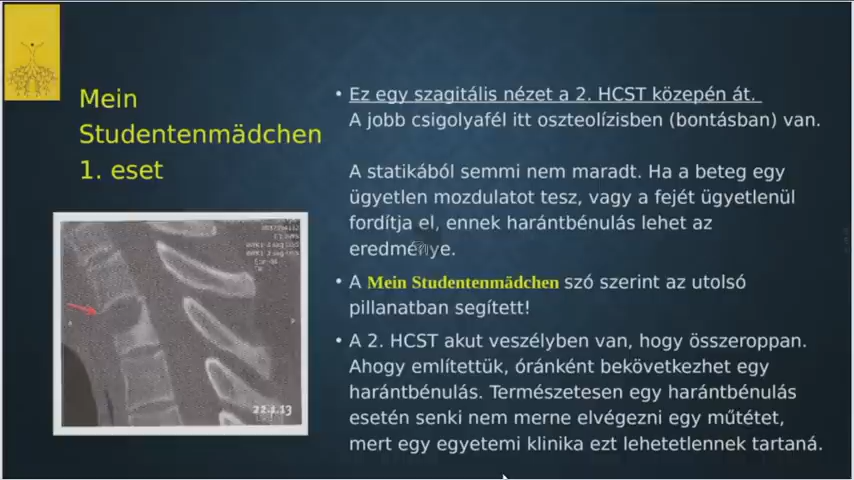 Mein
Studentenmädchen
1. eset
• Ez egy szagitális nézet a 2. HCST közepén át.
A jobb csigolyafél itt oszteolízisben (bontásban) van.
A statikából semmi nem maradt. Ha a beteg egy
ügyetlen mozdulatot tesz, vagy a fejét ügyetlenül
fordítja el, ennek harántbénulás lehet az
eredménye.
• A Mein Studentenmädchen szó szerint az utolsó
pillanatban segített!
• A 2. HCST akut veszélyben van, hogy összeroppan.
Ahogy említettük, óránként bekövetkezhet egy
harántbénulás. Természetesen egy harántbénulás
esetén senki nem merne elvégezni egy műtétet,
mert egy egyetemi klinika ezt lehetetlennek tartaná.
22.1.13